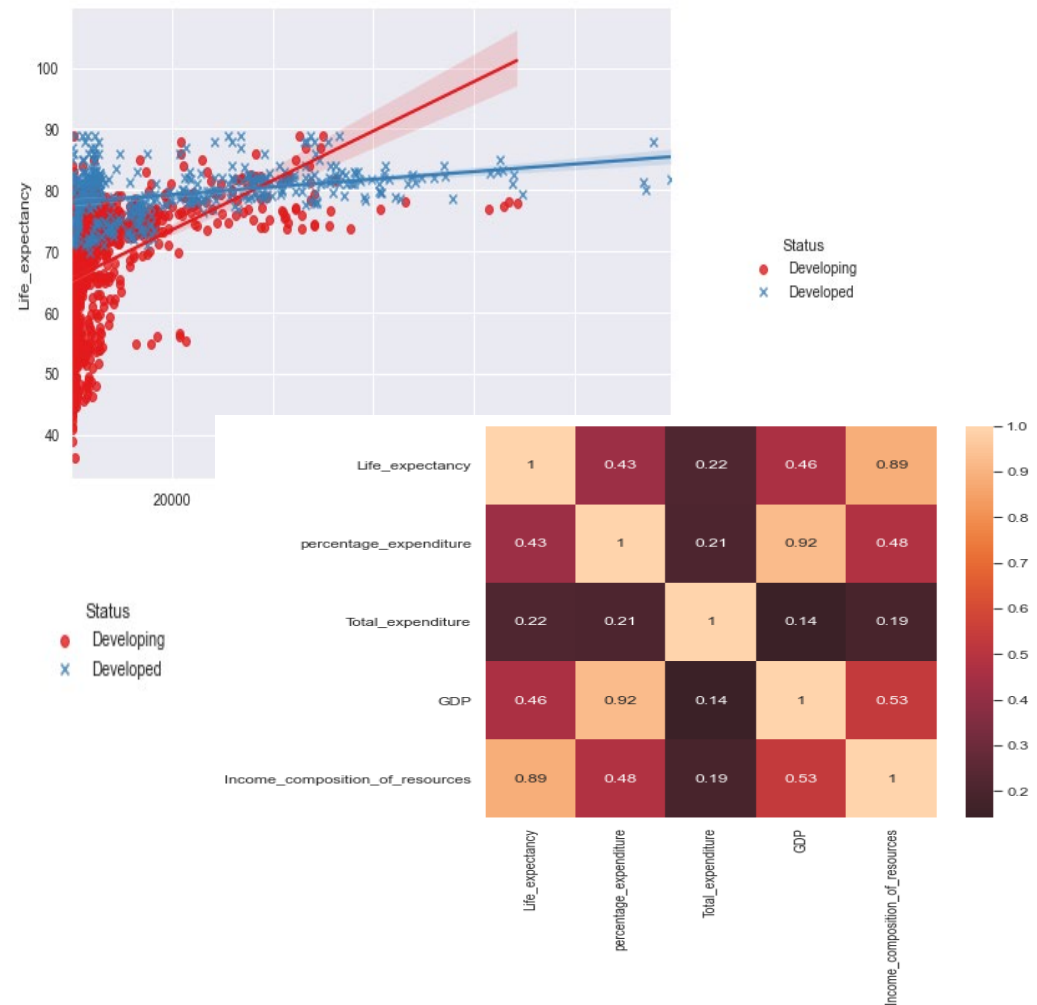 100
90
80
70
60
50
40
Life_expectancy
20000
Status
Developing
Developed
Status
Developing
Developed
Life_expectancy 1 0.43 0.22 0.46 0.89
percentage_expenditure 0.43 1 0.21 0.92 0.48
Total_expenditure 0.22 0.21 1 0.14 0.19
GDP 0.46 0.92 0.14 1 0.53
Income_composition_of_resources 0.89 0.48 0.19 0.53 1
Life_expectancy
percentage_expenditure
Total_expenditure
GDP
Income_composition_of_resources
1.0
0.9
0.8
0.7
0.6
0.5
0.4
0.3
0.2